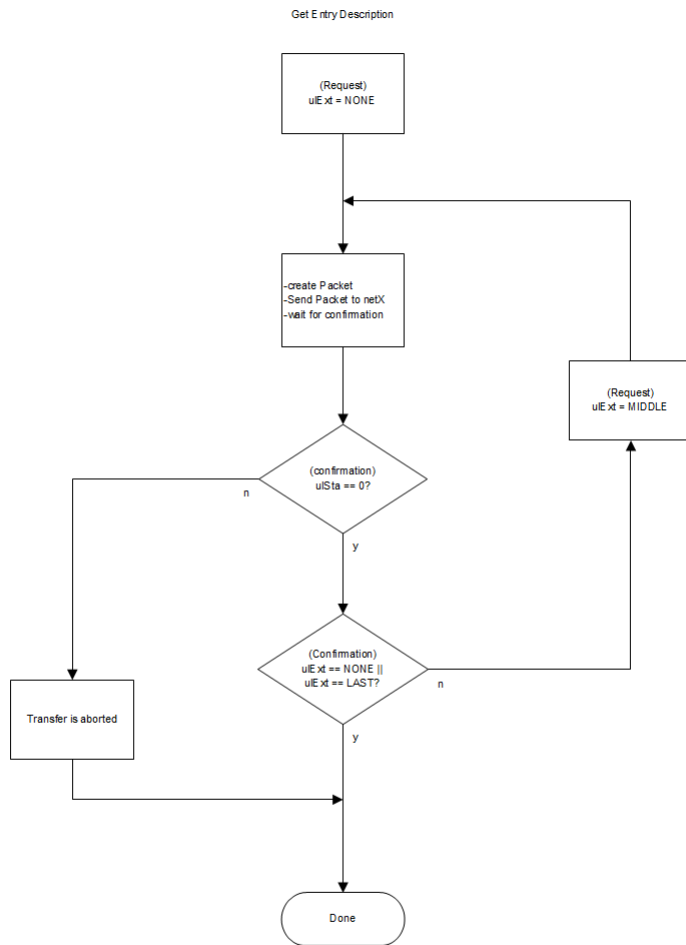 Get Entry Description
(Request)
ulExt = NONE
-create Packet
-Send Packet to netX
-wait for confirmation
(Request)
ulExt = MIDDLE
(confirmation)
ulSta == 0?
n
y
(Confirmation)
ulExt == NONE ||
ulExt == LAST?
n
Transfer is aborted
y
Done